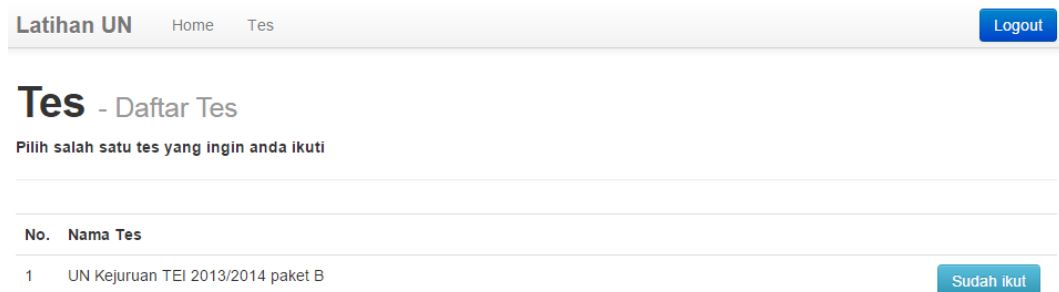 Latihan UN Home Tes Logout
Tes - Daftar Tes
Pilih salah satu tes yang ingin anda ikuti
No. Nama Tes
1 UN Kejuruan TEI 2013/2014 paket B Sudah ikut